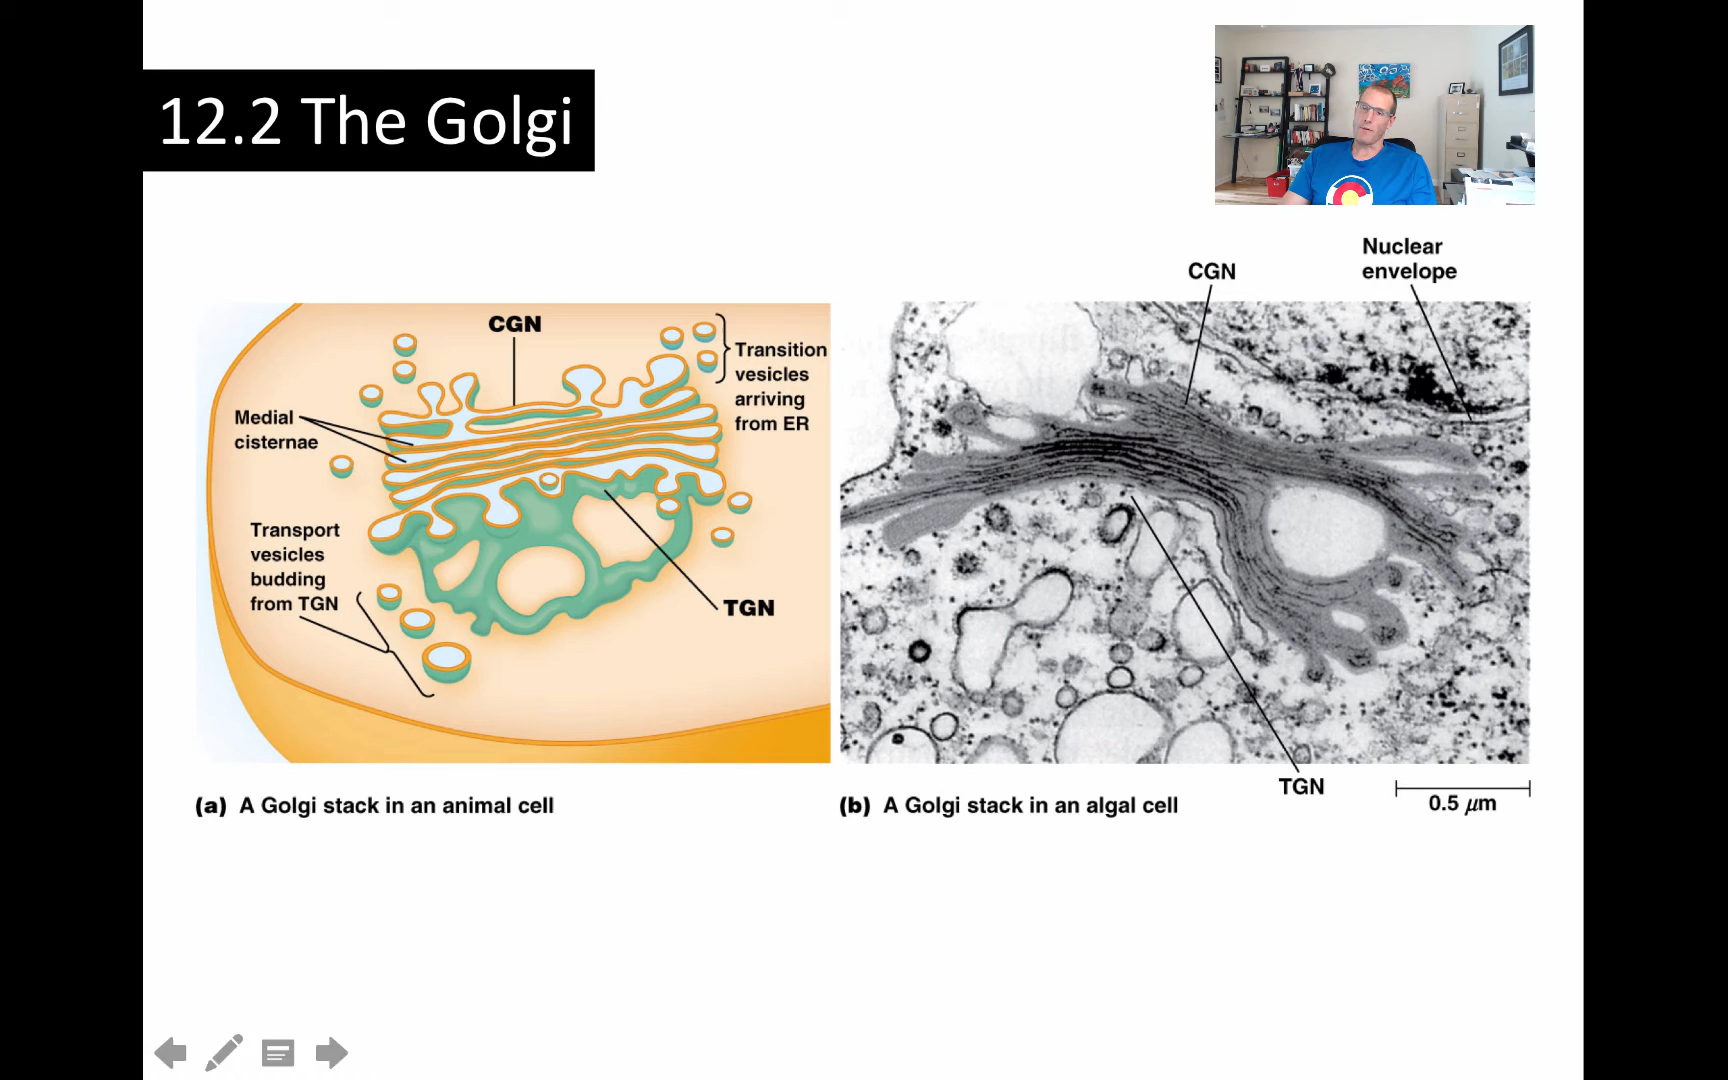 12.2 The Golgi
CGN
Transition
vesicles
arriving
from ER
Medial
cisternae
Transport
vesicles
budding
from TGN
TGN
(a) A Golgi stack in an animal cell
CGN
Nuclear
envelope
TGN
0.5 μm
(b) A Golgi stack in an algal cell